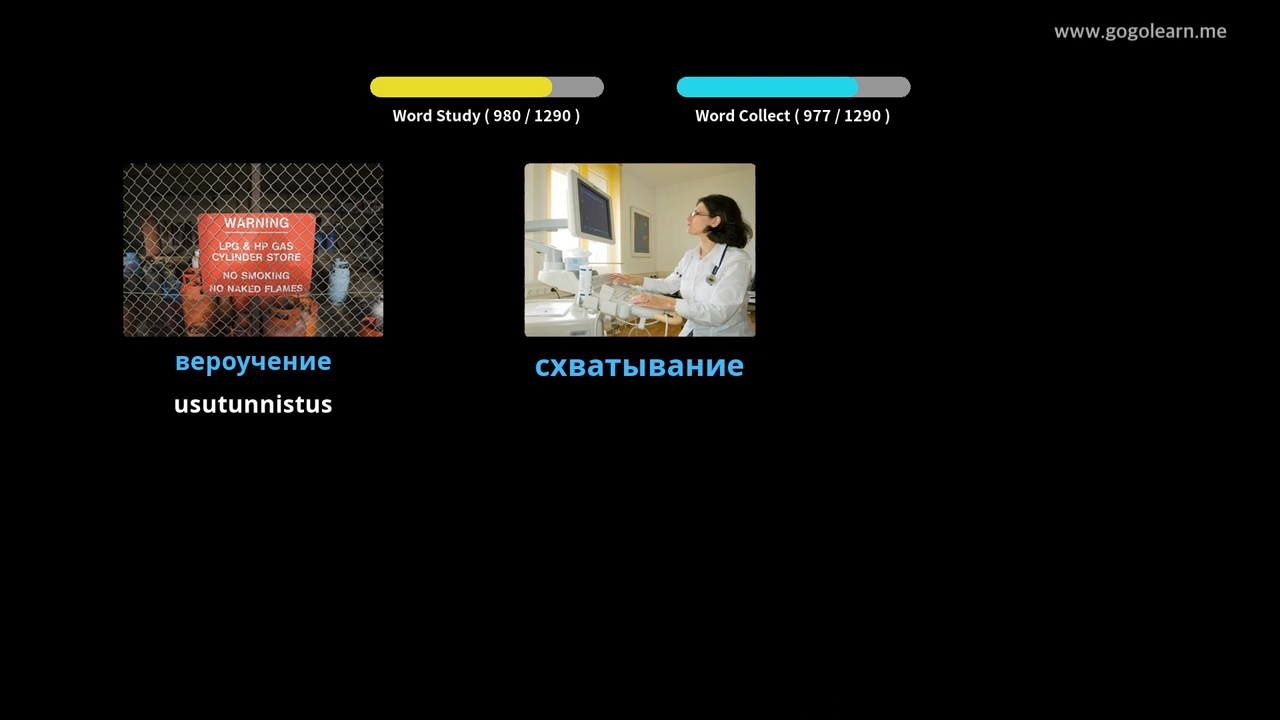 www.gogolearn.me
Word Study ( 980 / 1290 )
Word Collect ( 977 / 1290 )
WARNING
LPG & HP GAS
CYLINDER STORE
NO SMOKING
NO NAKED FLAMES
вероучение
схватывание
usutunnistus